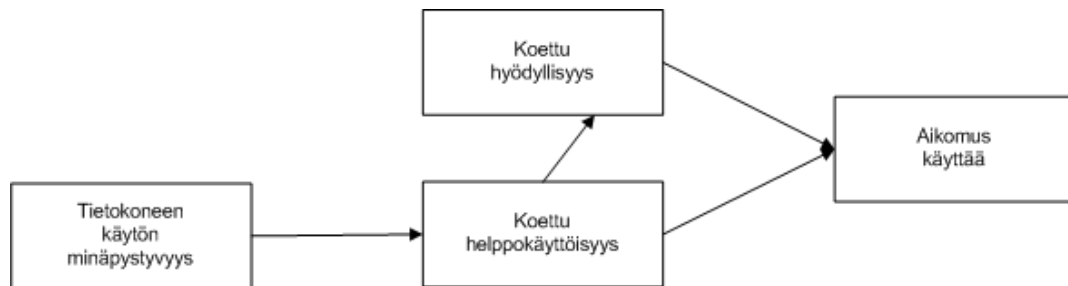 Koettu
hyödyllisyys
Aikomus
käyttää
Tietokoneen
käytön
minäpystyvyys
Koettu
helppokäyttöisyys